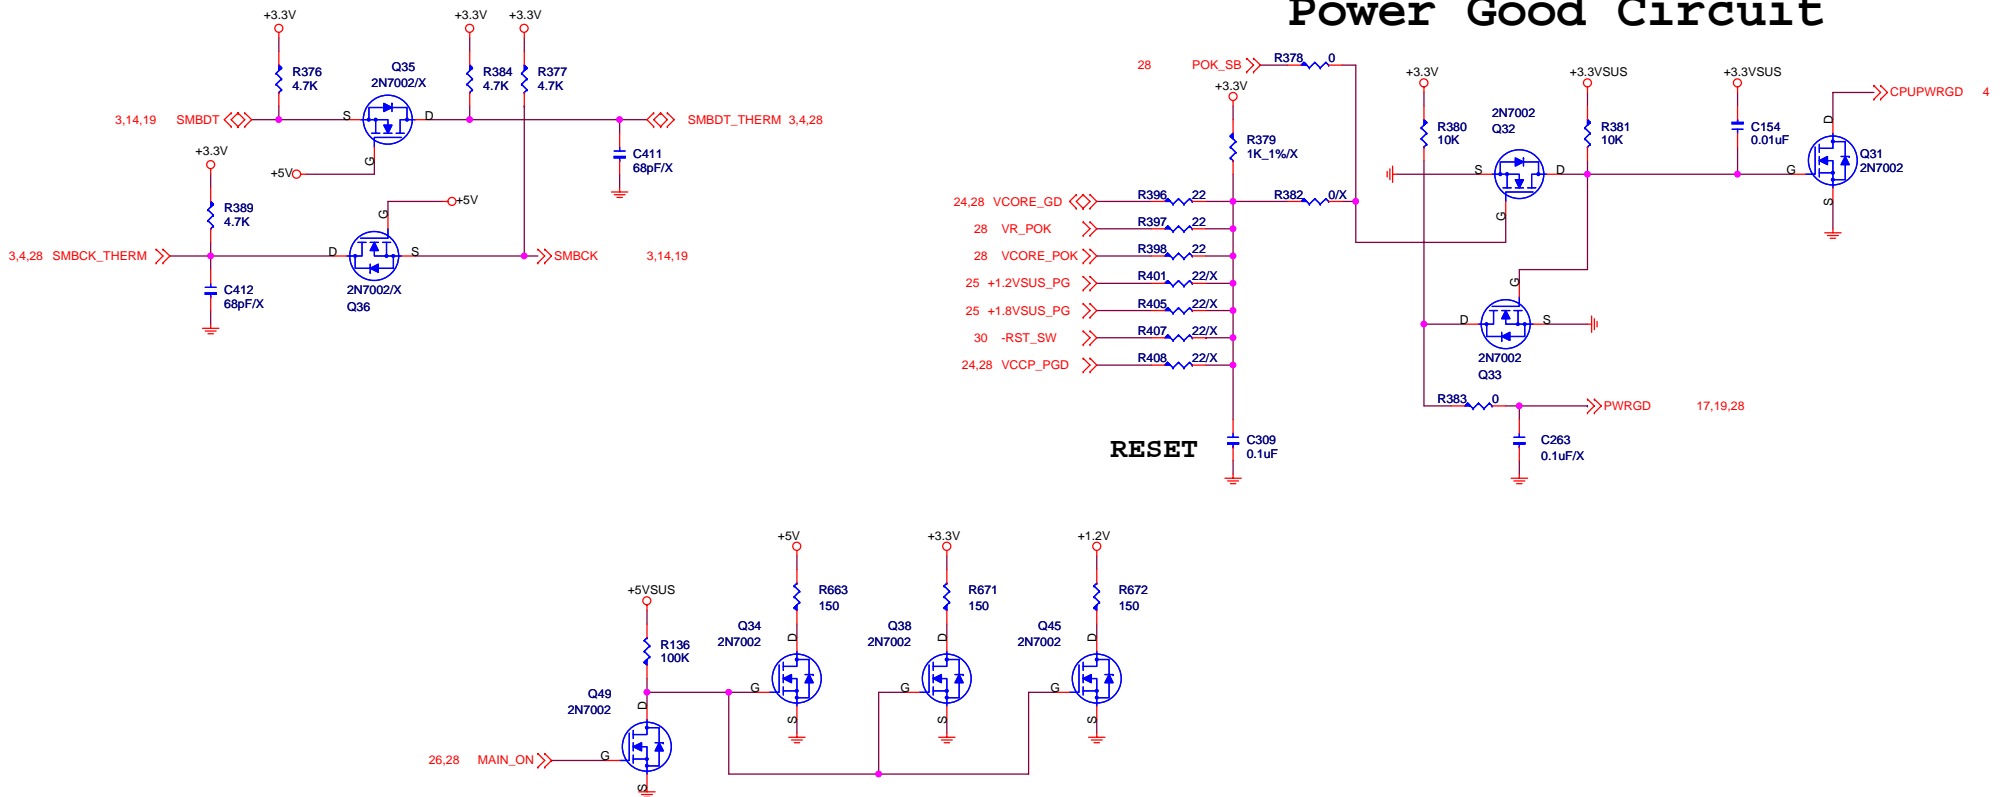 Power Good Circuit
+3.3V
R376
4.7K
Q35
2N7002/X
+3.3V
+3.3V
R384
4.7K
R377
4.7K
3,14,19 SMBDT
S
D
G
+5V
SMBDT_THERM 3,4,28
C411
68pF/X
+3.3V
R389
4.7K
+5V
G
3,4,28 SMBCK_THERM
D
S
SMBCK 3,14,19
C412
68pF/X
2N7002/X
Q36
28 POK_SB
R378 0
+3.3V
R379
1K_1%/X
24,28 VCORE_GD
R396 22
R382 0/X
28 VR_POK
R397 22
28 VCORE_POK
R398 22
25 +1.2VSUS_PG
R401 22/X
25 +1.8VSUS_PG
R405 22/X
30 -RST_SW
R407 22/X
24,28 VCCP_PGD
R408 22/X
RESET
C309
0.1uF
+3.3V
R380
10K
2N7002
Q32
S
D
G
+3.3VSUS
R381
10K
+3.3VSUS
C154
0.01uF
CPUPWRGD 4
D
G
S
Q31
2N7002
G
D
S
2N7002
Q33
R383 0
PWRGD 17,19,28
C263
0.1uF/X
+5VSUS
R136
100K
Q49
2N7002
D
G
S
26,28 MAIN_ON
+5V
R663
150
Q34
2N7002
D
G
S
+3.3V
R671
150
Q38
2N7002
D
G
S
+1.2V
R672
150
Q45
2N7002
D
G
S